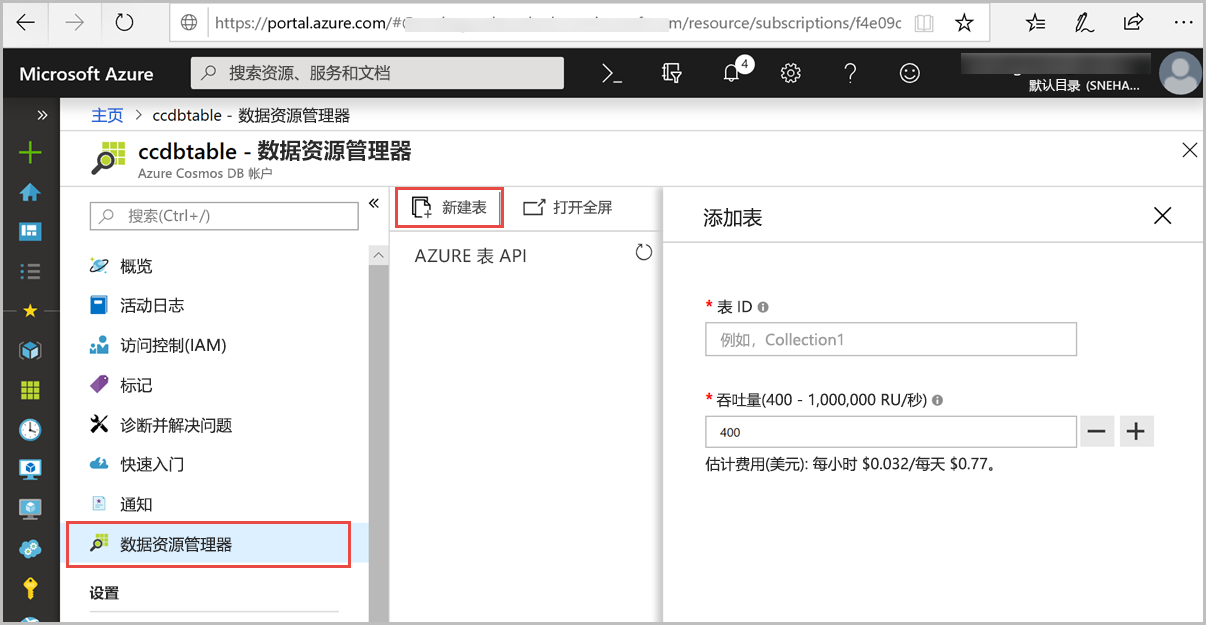 https://portal.azure.com/#
m/resource/subscriptions/f4e09c
Microsoft Azure
搜索资源、服务和文档
4
默认目录 (SNEHA...
主页 > ccdbtable - 数据资源管理器
ccdbtable - 数据资源管理器
Azure Cosmos DB 帐户
搜索(Ctrl+/)
概览
活动日志
访问控制(IAM)
标记
诊断并解决问题
快速入门
通知
数据资源管理器
设置
新建表
打开全屏
AZURE 表 API
添加表
* 表 ID
例如，Collection1
* 吞吐量(400 - 1,000,000 RU/秒)
400
估计费用(美元): 每小时 $0.032/每天 $0.77。